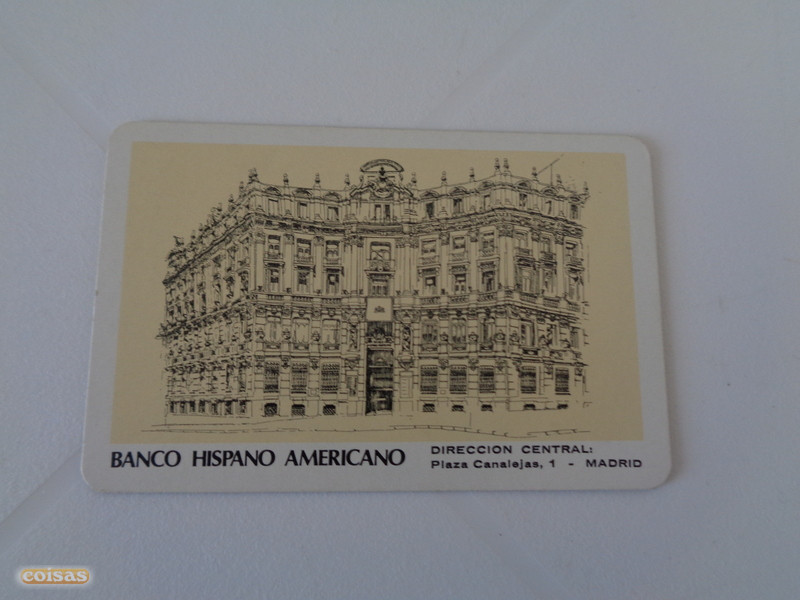 BANCO HISPANO AMERICANO
DIRECCION CENTRAL:
Plaza Canalejas, 1 - MADRID
coisas